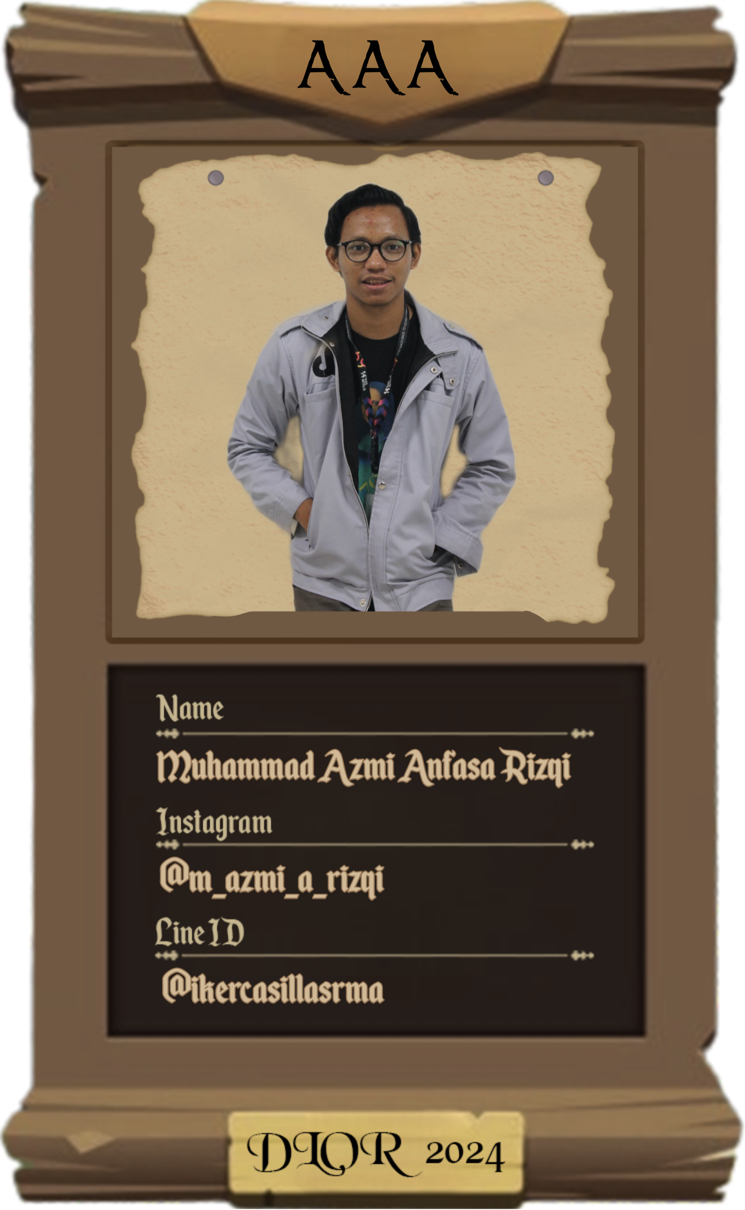 AAA
Name
Muhammad Azmi Anfasa Rizqi
Instagram
@m_azmi_a_rizqi
Line ID
@ikercasillasrma
DLOR 2024